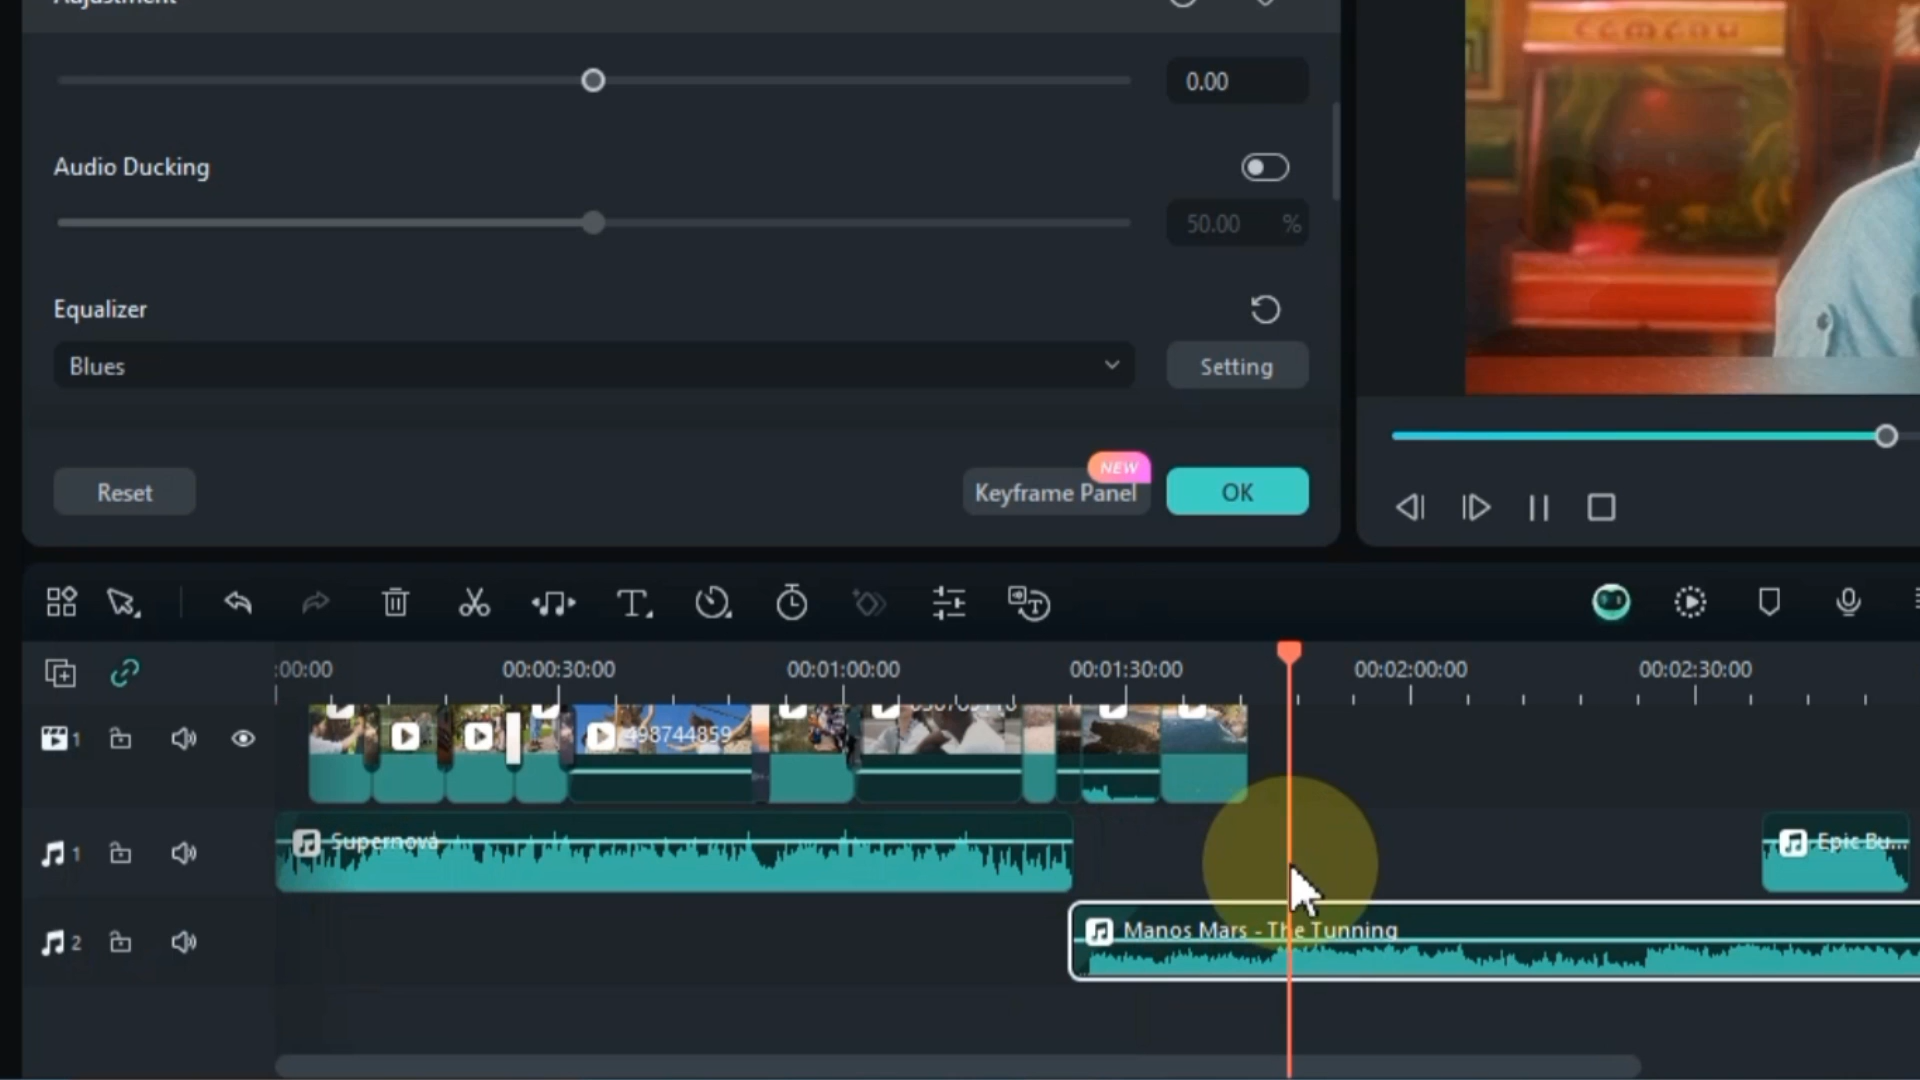 Adjustment
0.00
Audio Ducking
50.00 %
Equalizer
Blues
Setting
Reset
NEW
Keyframe Panel
OK
:00:00
00:00:30:00
00:01:00:00
00:01:30:00
00:02:00:00
00:02:30:00
1
498744859
1
Supernova
Epic Bu...
2
Manos Mars - The Tunning